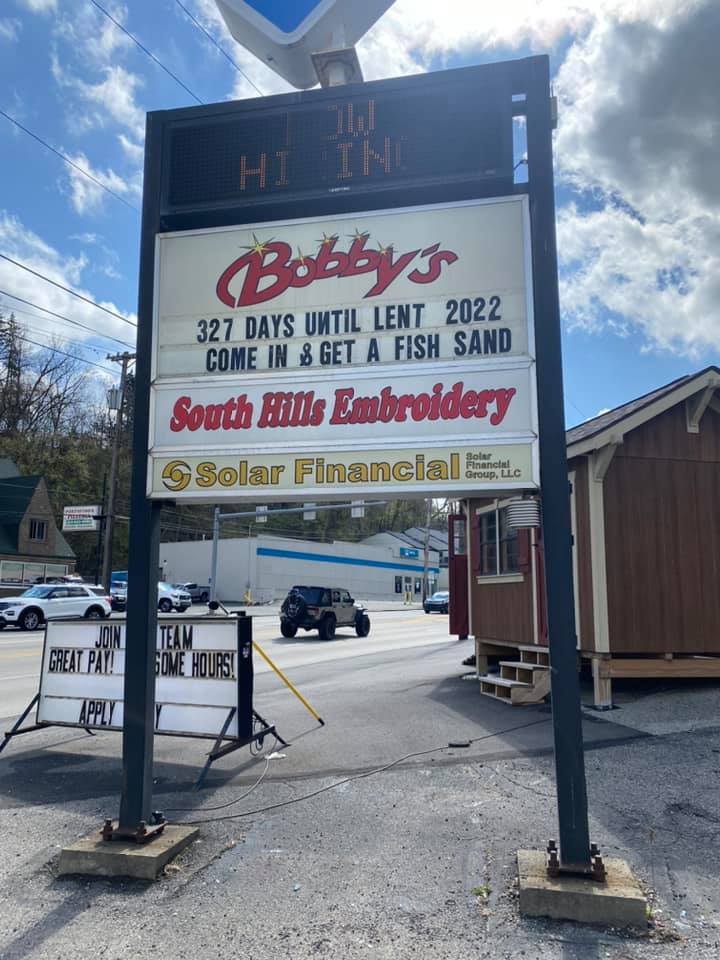 HI IN
Bobby's
327 DAYS UNTIL LENT 2022
COME IN & GET A FISH SAND
South Hills Embroidery
Solar Financial
Solar
Financial
Group, LLC
JOIN TEAM
GREAT PAY! SOME HOURS!
APPLY Y